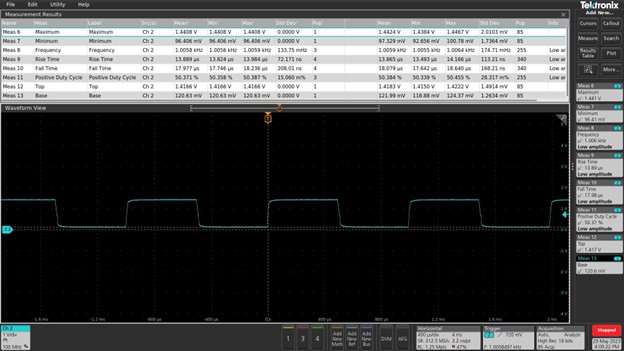 File Edit Utility Help
Tektronix
Add New...
Measurement Results
Cursors Callout
Measure Search
Results Table Plot
More...
Name Measurement Label Src(s) Mean' Min' Max' Std Dev' Pop' Mean Min Max Std Dev Pop Info
Meas 6 Maximum Maximum Ch 2 1.4408 V 1.4408 V 1.4408 V 0.0000 V 1 1.4424 V 1.4384 V 1.4467 V 2.0103 mV 85
Meas 7 Minimum Minimum Ch 2 96.406 mV 96.406 mV 96.406 mV 0.0000 V 1 97.329 mV 92.656 mV 100.78 mV 1.7364 mV 85
Meas 8 Frequency Frequency Ch 2 1.0058 kHz 1.0056 kHz 1.0059 kHz 133.75 mHz 3 1.0059 kHz 1.0055 kHz 1.0064 kHz 174.71 mHz 255 Low ar
Meas 9 Rise Time Rise Time Ch 2 13.889 µs 13.824 µs 13.984 µs 72.171 ns 4 13.865 µs 13.493 µs 14.142 µs 121.23 ns 340 Low ar
Meas 10 Fall Time Fall Time Ch 2 17.977 µs 17.746 µs 18.236 µs 208.01 ns 4 18.079 µs 17.642 µs 18.640 µs 168.21 ns 340 Low ar
Meas 11 Positive Duty Cycle Positive Duty Cycle Ch 2 50.371 % 50.358 % 50.387 % 15.060 m% 3 50.384 % 50.339 % 50.455 % 28.317 m% 255 Low ar
Meas 12 Top Top Ch 2 1.4166 V 1.4166 V 1.4166 V 0.0000 V 1 1.4183 V 1.4150 V 1.4222 V 1.4914 mV 85
Meas 13 Base Base Ch 2 120.63 mV 120.63 mV 120.63 mV 0.0000 V 1 121.99 mV 118.88 mV 124.37 mV 1.2634 mV 85
Waveform View
Meas 6
Maximum
µ': 1.441 V
Meas 7
Minimum
µ': 96.41 mV
Meas 8
Frequency
µ': 1.006 kHz
Low amplitude
Meas 9
Rise Time
µ': 13.89 µs
Low amplitude
Meas 10
Fall Time
µ': 17.98 µs
Low amplitude
Meas 11
Positive Duty Cycle
µ': 50.37 %
Low amplitude
Meas 12
Top
µ': 1.417 V
Meas 13
Base
µ': 120.6 mV
-1.6 ms -1.2 ms -800 µs -400 µs 0 s 400 µs 800 µs 1.2 ms 1.6 ms 2 ms
Ch 2
1 V/div
100 MHz
1 3 4
Add New Math
Add New Ref
Add New Bus
DVM AFG
Horizontal
400 µs/div 4 ms
SR: 312.5 MS/s 3.2 ns/pt
RL: 1.25 Mpts 47%
Trigger
2 720 mV
F: 1.0058497 kHz
Acquisition
Auto, Analyze
High Res: 16 bits
85 Acqs
Stopped
29 May 2023
4:09:22 PM